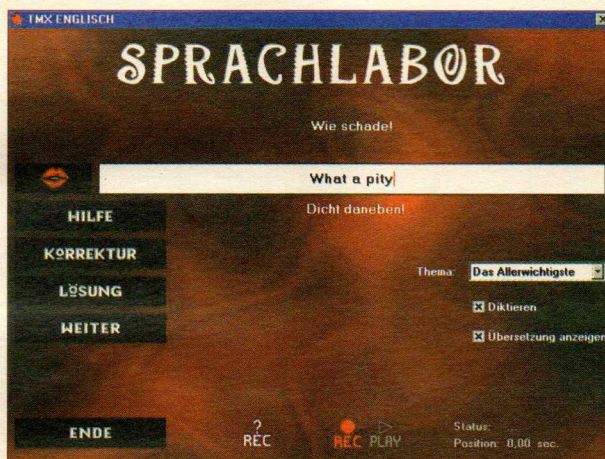 TMX ENGLISCH
SPRACHLABOR
Wie schade!
What a pity
Dicht daneben!
HILFE
KORREKTUR
LÖSUNG
WEITER
Thema: Das Allerwichtigste
Diktieren
Übersetzung anzeigen
ENDE
?
REC
REC PLAY
Status: ...
Position: 0,00 sec.